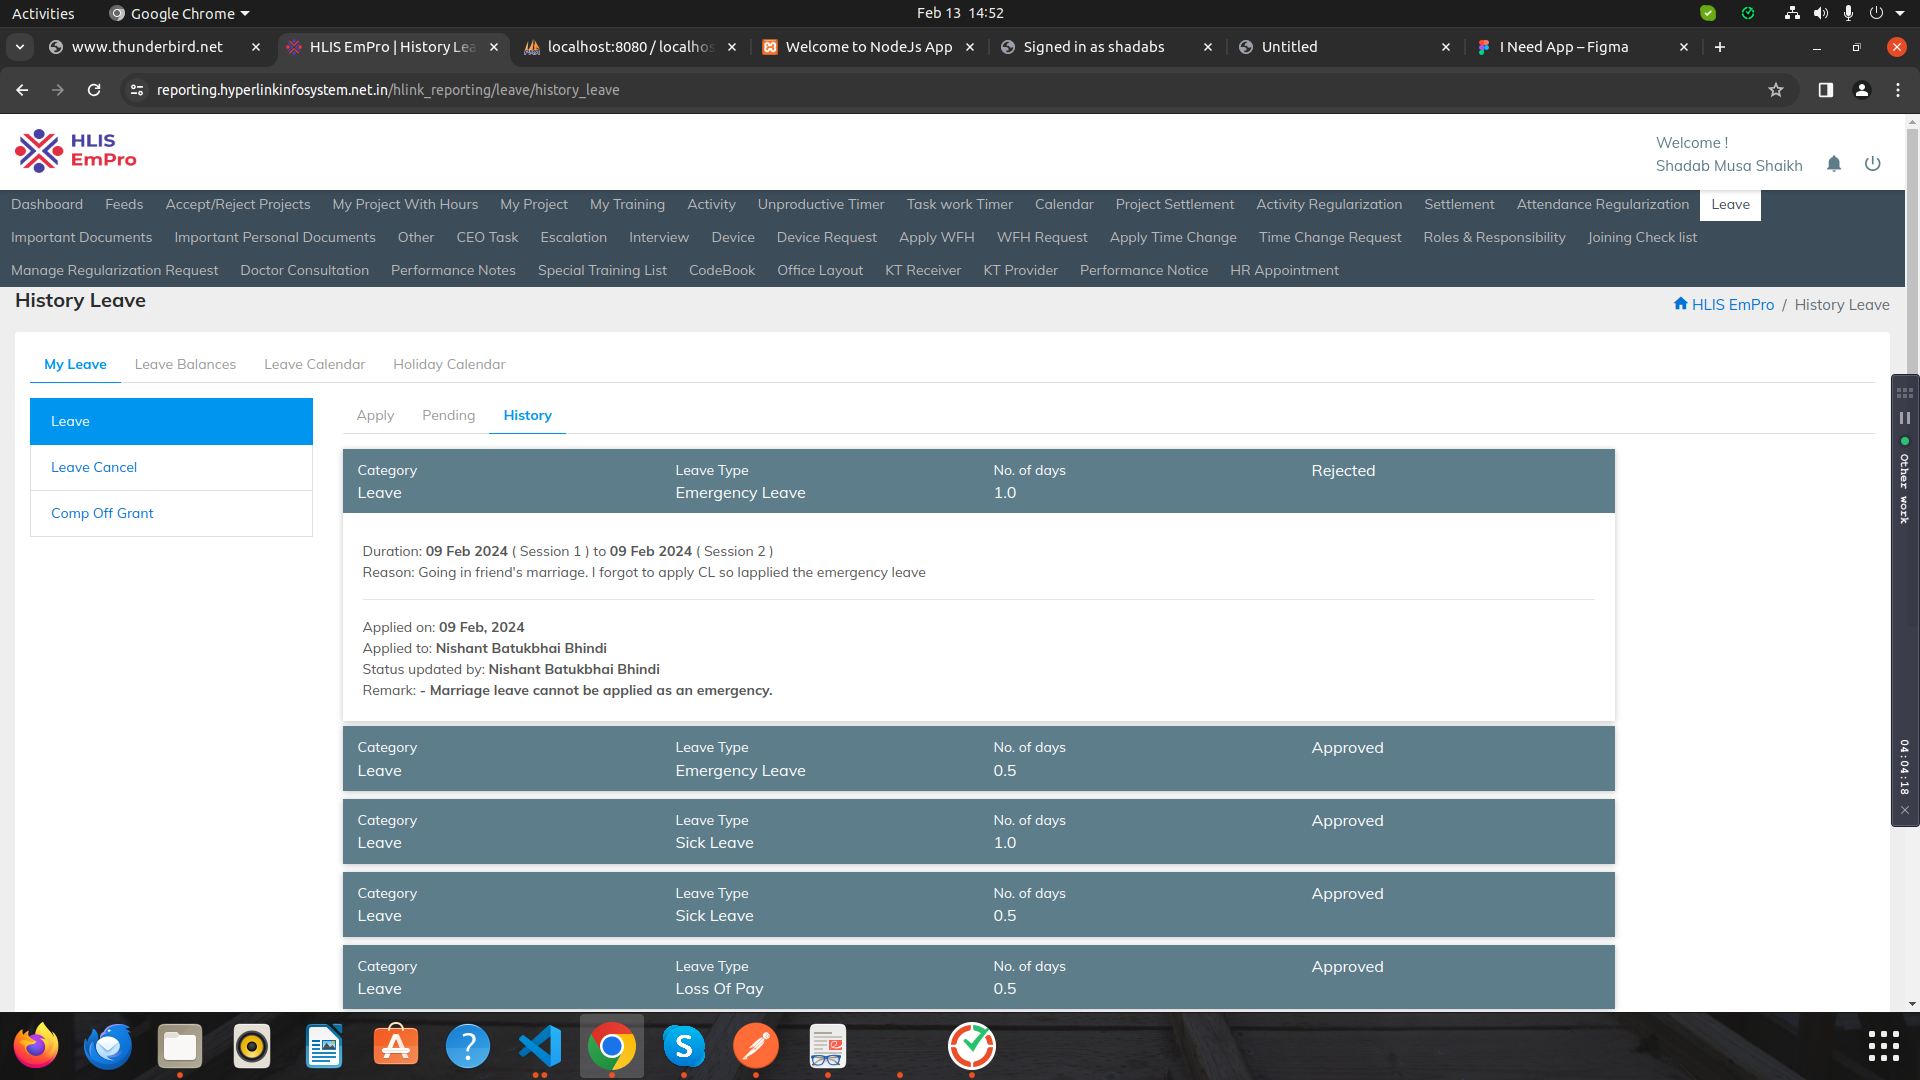 Activities Google Chrome Feb 13 14:52
www.thunderbird.net HLIS EmPro | History Lea localhost:8080 / localhos Welcome to NodeJs App Signed in as shadabs Untitled I Need App – Figma
reporting.hyperlinkinfosystem.net.in/hlink_reporting/leave/history_leave
HLIS
EmPro
Welcome !
Shadab Musa Shaikh
Dashboard Feeds Accept/Reject Projects My Project With Hours My Project My Training Activity Unproductive Timer Task work Timer Calendar Project Settlement Activity Regularization Settlement Attendance Regularization Leave
Important Documents Important Personal Documents Other CEO Task Escalation Interview Device Device Request Apply WFH WFH Request Apply Time Change Time Change Request Roles & Responsibility Joining Check list
Manage Regularization Request Doctor Consultation Performance Notes Special Training List CodeBook Office Layout KT Receiver KT Provider Performance Notice HR Appointment
History Leave
HLIS EmPro / History Leave
My Leave Leave Balances Leave Calendar Holiday Calendar
Leave
Leave Cancel
Comp Off Grant
Apply Pending History
Category Leave Type No. of days Rejected
Leave Emergency Leave 1.0
Duration: 09 Feb 2024 ( Session 1 ) to 09 Feb 2024 ( Session 2 )
Reason: Going in friend's marriage. I forgot to apply CL so Iapplied the emergency leave
Applied on: 09 Feb, 2024
Applied to: Nishant Batukbhai Bhindi
Status updated by: Nishant Batukbhai Bhindi
Remark: - Marriage leave cannot be applied as an emergency.
Category Leave Type No. of days Approved
Leave Emergency Leave 0.5
Category Leave Type No. of days Approved
Leave Sick Leave 1.0
Category Leave Type No. of days Approved
Leave Sick Leave 0.5
Category Leave Type No. of days Approved
Leave Loss Of Pay 0.5
Other work
04:04:18